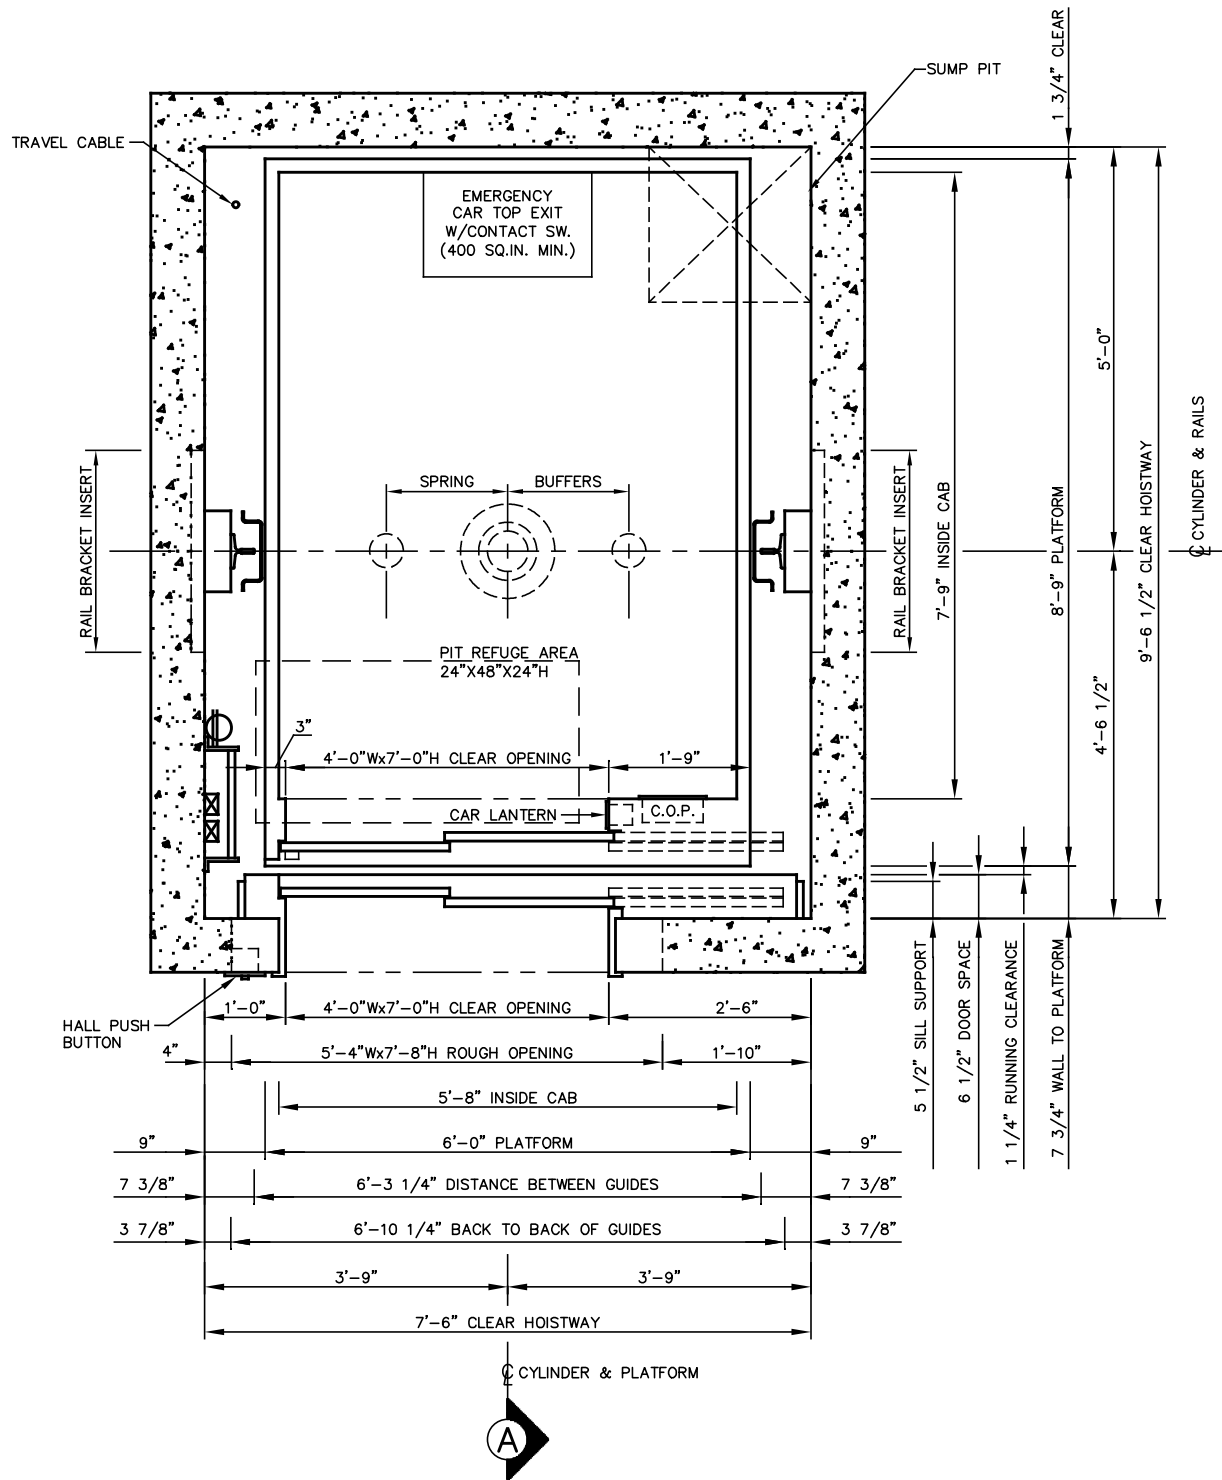 1 3/4" CLEAR
SUMP PIT
TRAVEL CABLE
EMERGENCY
CAR TOP EXIT
W/CONTACT SW.
(400 SQ.IN. MIN.)
5'-0"
SPRING
BUFFERS
RAIL BRACKET INSERT
RAIL BRACKET INSERT
7'-9" INSIDE CAB
8'-9" PLATFORM
9'-6 1/2" CLEAR HOISTWAY
℄ CYLINDER & RAILS
PIT REFUGE AREA
24"X48"X24"H
4'-6 1/2"
3"
4'-0"Wx7'-0"H CLEAR OPENING
1'-9"
CAR LANTERN
C.O.P.
HALL PUSH
BUTTON
1'-0"
4'-0"Wx7'-0"H CLEAR OPENING
2'-6"
5 1/2" SILL SUPPORT
6 1/2" DOOR SPACE
1 1/4" RUNNING CLEARANCE
7 3/4" WALL TO PLATFORM
4"
5'-4"Wx7'-8"H ROUGH OPENING
1'-10"
5'-8" INSIDE CAB
9"
6'-0" PLATFORM
9"
7 3/8"
6'-3 1/4" DISTANCE BETWEEN GUIDES
7 3/8"
3 7/8"
6'-10 1/4" BACK TO BACK OF GUIDES
3 7/8"
3'-9"
3'-9"
7'-6" CLEAR HOISTWAY
℄ CYLINDER & PLATFORM
A